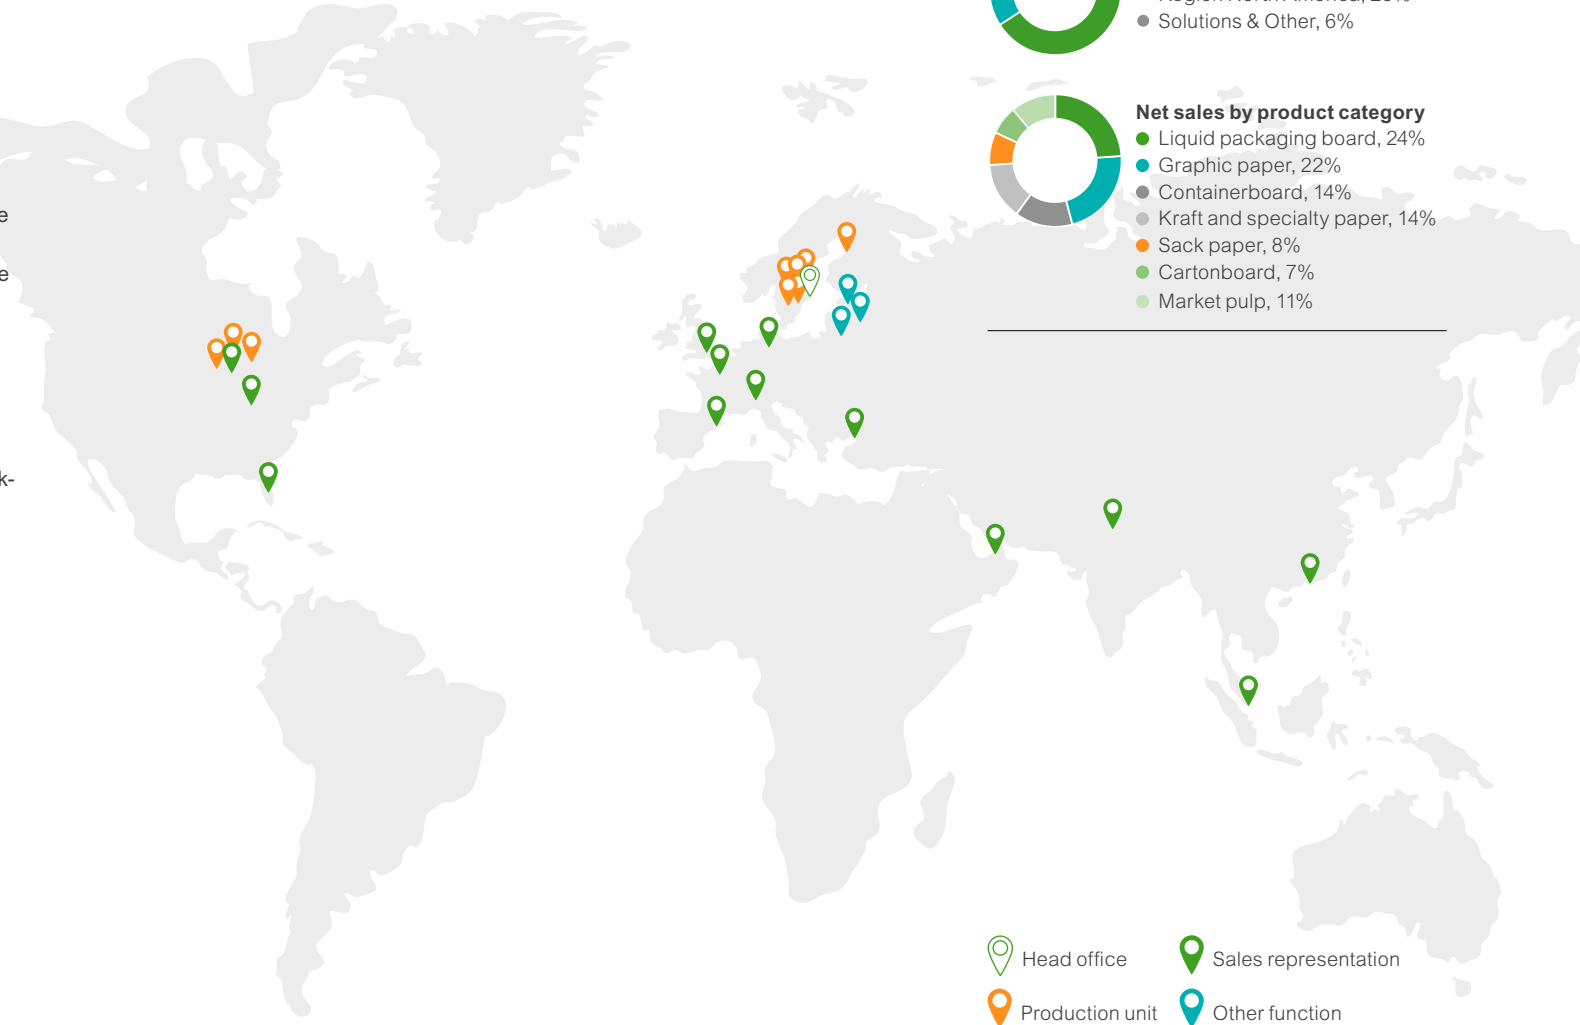 Solutions & Other, 6%
Net sales by product category
Liquid packaging board, 24%
Graphic paper, 22%
Containerboard, 14%
Kraft and specialty paper, 14%
Sack paper, 8%
Cartonboard, 7%
Market pulp, 11%
e
e
k-
Head office
Sales representation
Production unit
Other function